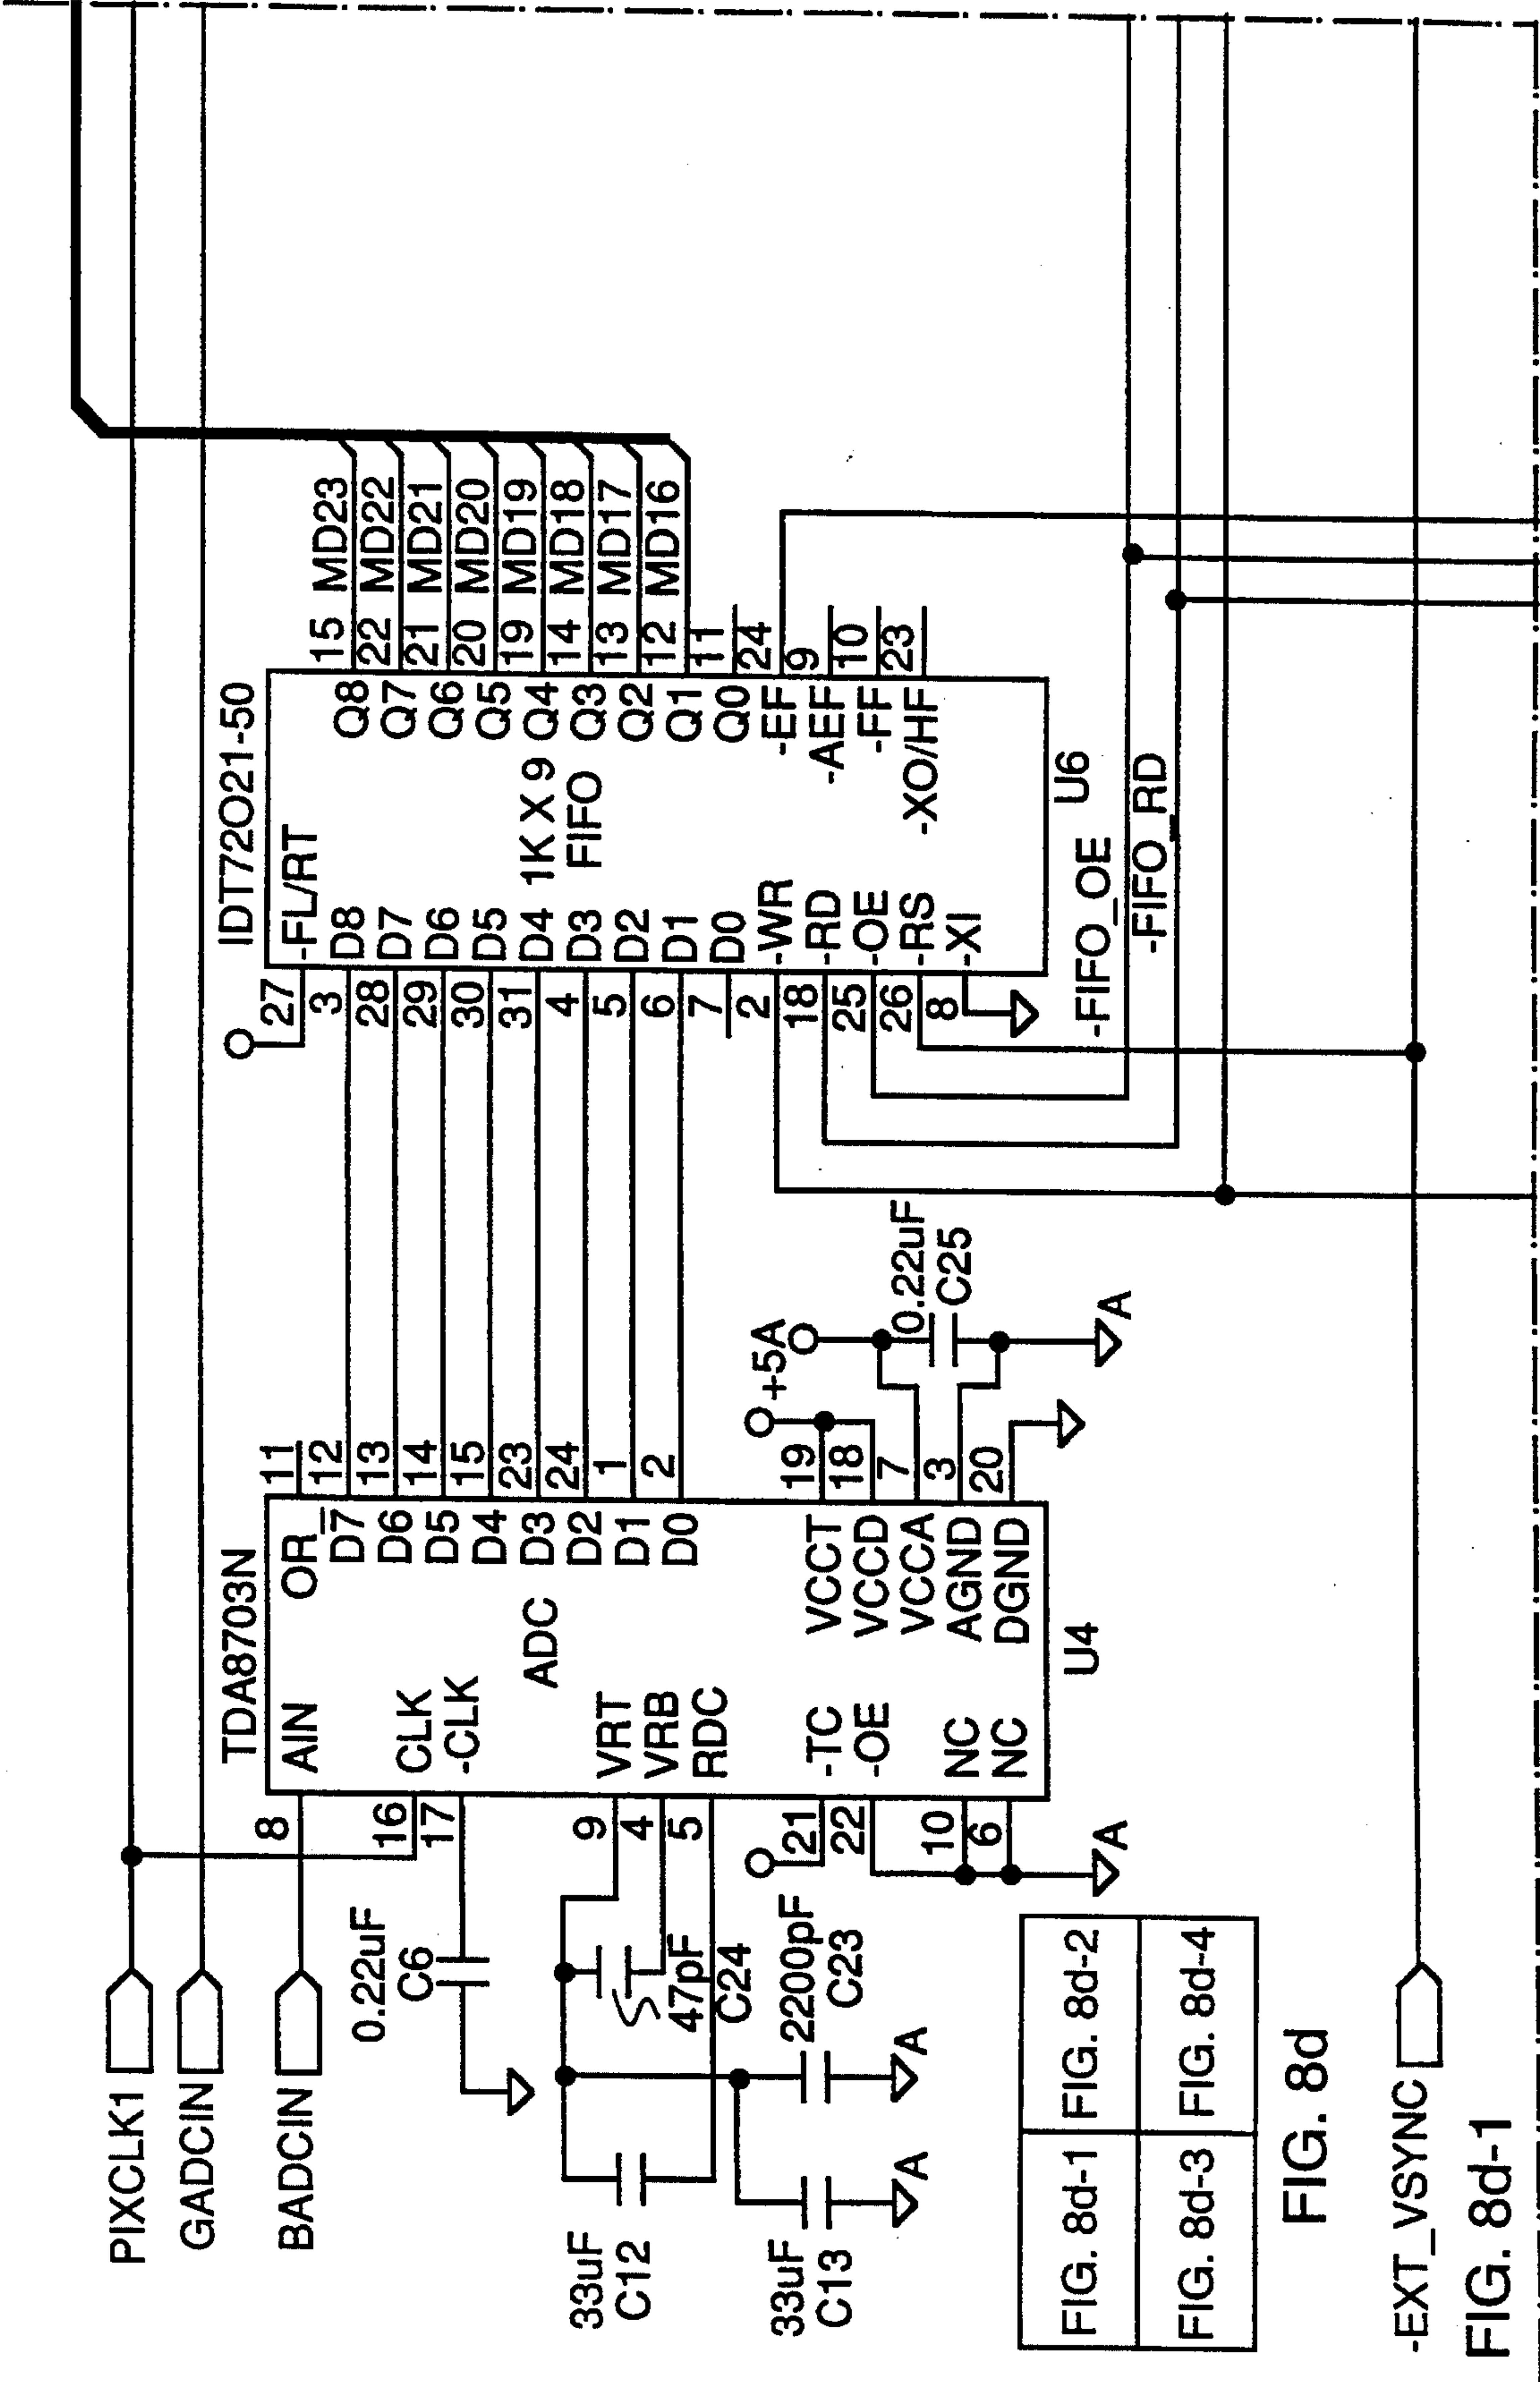 PIXCLK1
GADCIN
BADCIN
TDA8703N
8
AIN
16
CLK
17
-CLK
ADC
9
VRT
4
VRB
5
RDC
21
-TC
22
-OE
10
NC
6
NC
OR_
11
D7
12
D6
13
D5
14
D4
15
D3
23
D2
24
D1
1
D0
2
VCCT
19
VCCD
18
VCCA
7
AGND
3
DGND
20
U4
0.22uF
C6
47pF
C24
33uF
C12
2200pF
C23
33uF
C13
A
A
A
+5A
0.22uF
C25
A
IDT72O21-50
27
-FL/RT
3
D8
28
D7
29
D6
30
D5
31
D4
4
D3
5
D2
6
D1
7
D0
2
-WR
18
-RD
25
-OE
26
-RS
8
-XI
1K X 9
FIFO
Q8
15
MD23
Q7
22
MD22
Q6
21
MD21
Q5
20
MD20
Q4
19
MD19
Q3
14
MD18
Q2
13
MD17
Q1
12
MD16
Q0
11
-EF
24
-AEF
9
-FF
10
-XO/HF
23
U6
-FIFO_OE
-FIFO_RD
FIG. 8d-1
FIG. 8d-2
FIG. 8d-3
FIG. 8d-4
FIG. 8d
-EXT_VSYNC
FIG. 8d-1